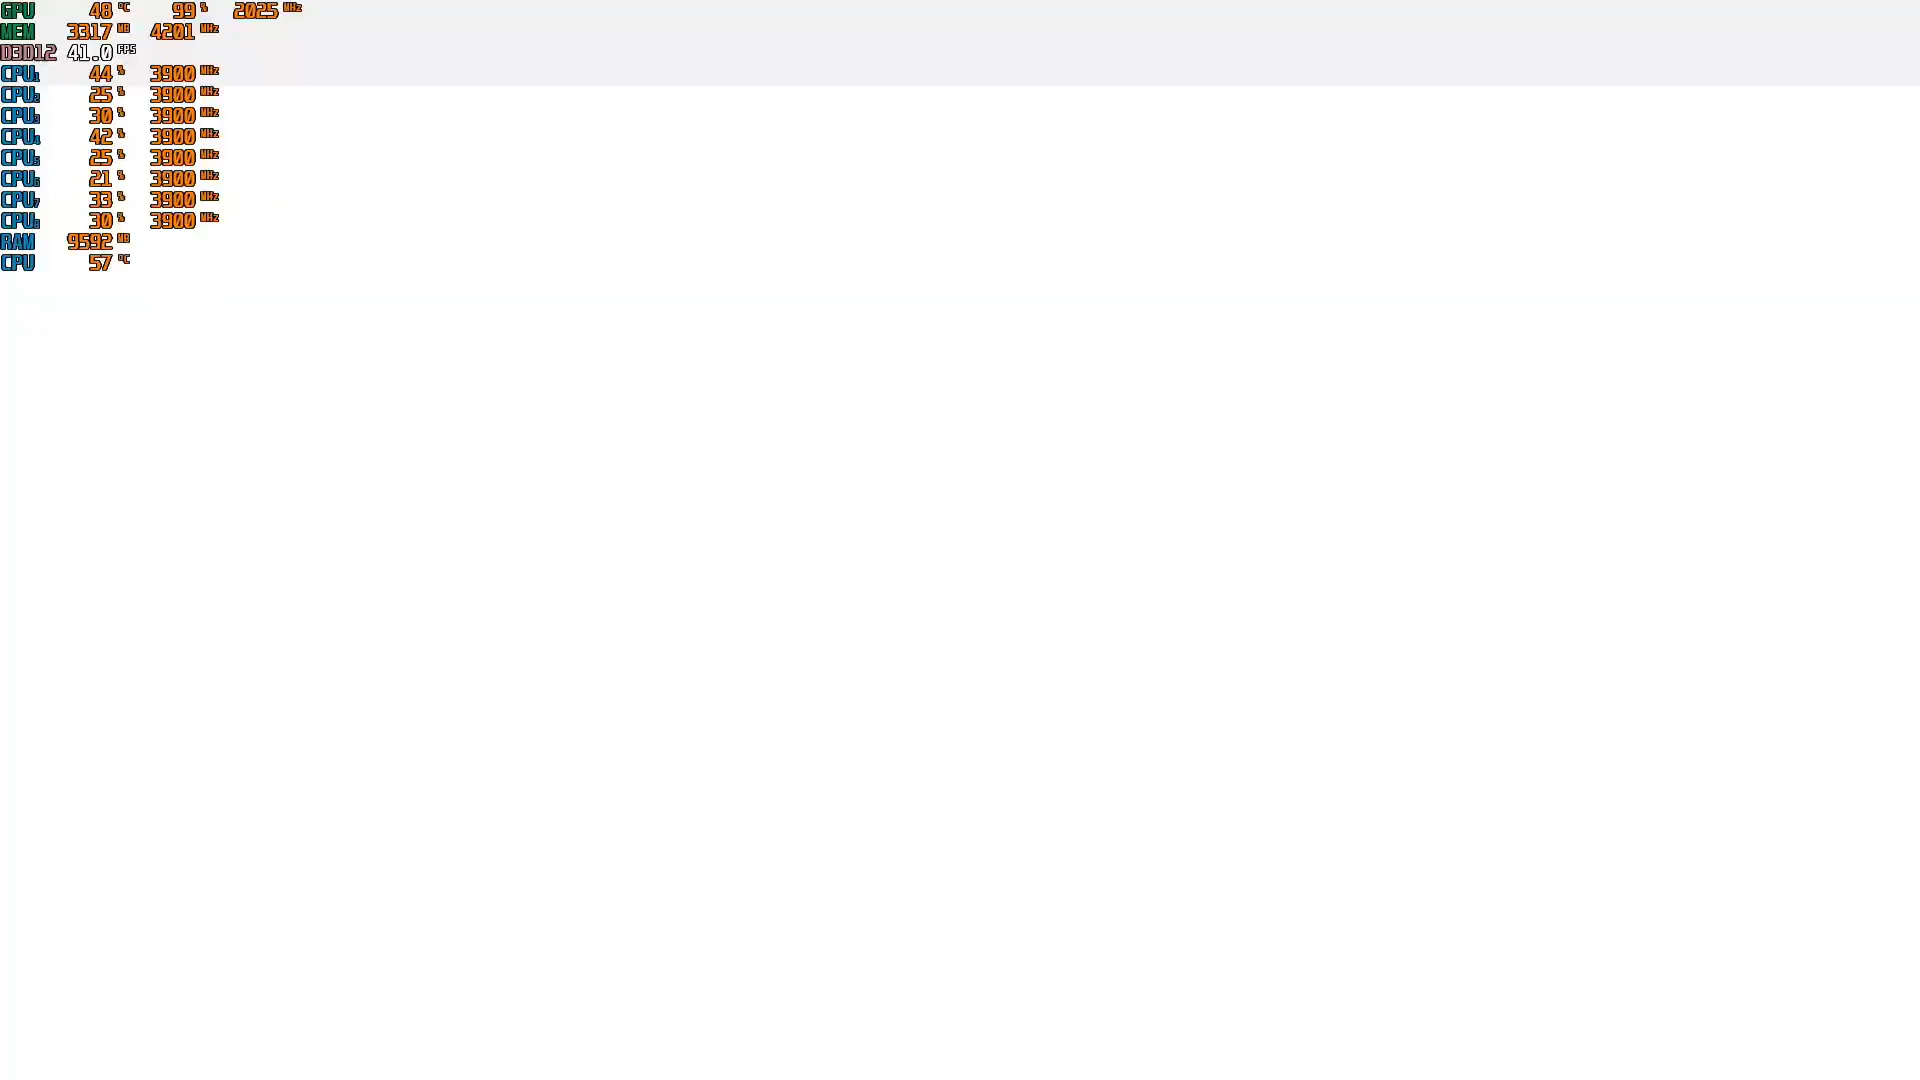 GPU 48 °C 99 % 2025 MHz
MEM 3317 MB 4201 MHz
D3D12 41.0 FPS
CPU1 44 % 3900 MHz
CPU2 25 % 3900 MHz
CPU3 30 % 3900 MHz
CPU4 42 % 3900 MHz
CPU5 25 % 3900 MHz
CPU6 21 % 3900 MHz
CPU7 33 % 3900 MHz
CPU8 30 % 3900 MHz
RAM 9592 MB
CPU 57 °C